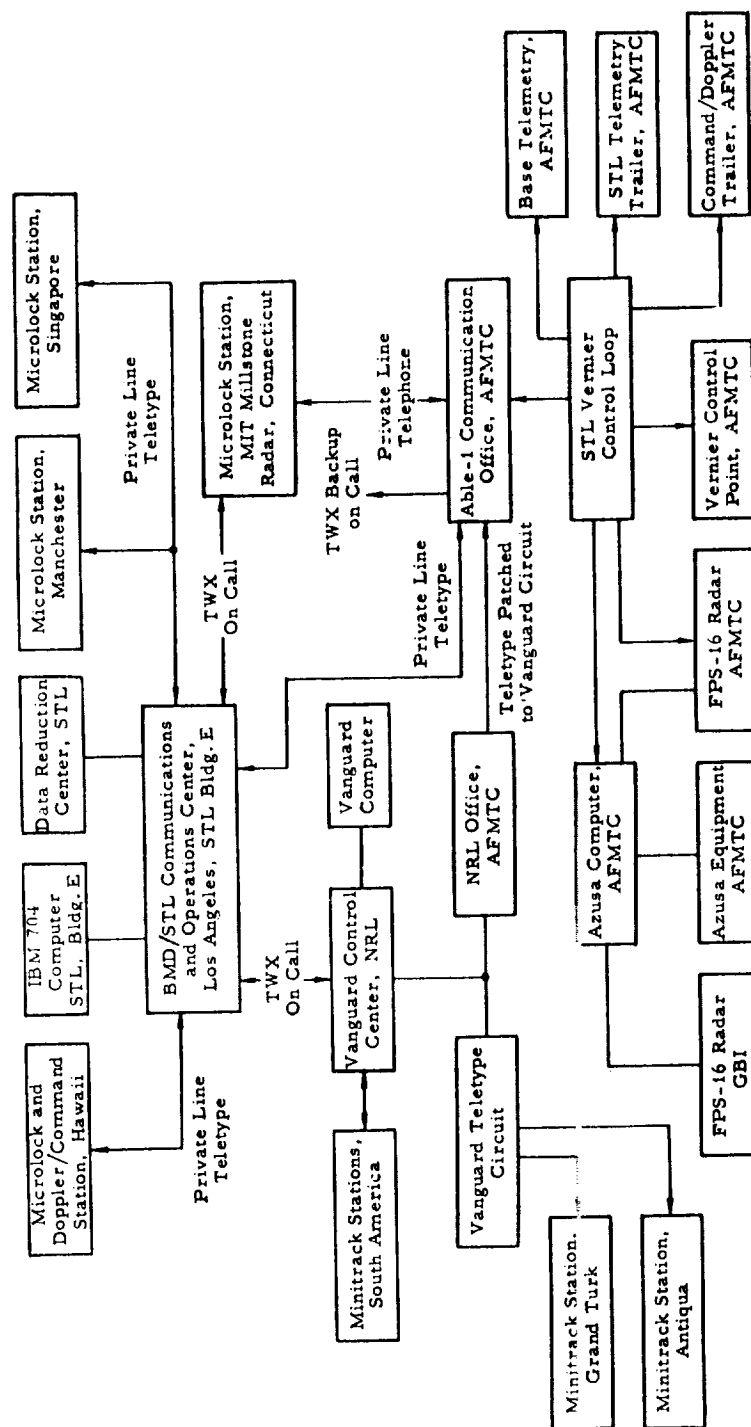 Microlock and
Doppler/Command
Station, Hawaii
IBM 704
Computer
STL, Bldg. E
Data Reduction
Center, STL
Microlock Station,
Manchester
Microlock Station,
Singapore
Private Line
Teletype
Private Line
Teletype
BMD/STL Communications
and Operations Center,
Los Angeles, STL Bldg. E
TWX
On Call
Microlock Station,
MIT Millstone
Radar, Connecticut
TWX
On Call
Private Line
Telephone
TWX Backup
on Call
Minitrack Stations,
South America
Vanguard Control
Center, NRL
Vanguard
Computer
Private Line
Teletype
Able-1 Communication
Office, AFMTC
Teletype Patched
to Vanguard Circuit
Vanguard Teletype
Circuit
NRL Office,
AFMTC
Minitrack Station.
Grand Turk
Minitrack Station,
Antiqua
Base Telemetry,
AFMTC
STL Telemetry
Trailer, AFMTC
Command/Doppler
Trailer, AFMTC
STL Vernier
Control Loop
Azusa Computer,
AFMTC
FPS-16 Radar
GBI
Azusa Equipment
AFMTC
FPS-16 Radar
AFMTC
Vernier Control
Point, AFMTC